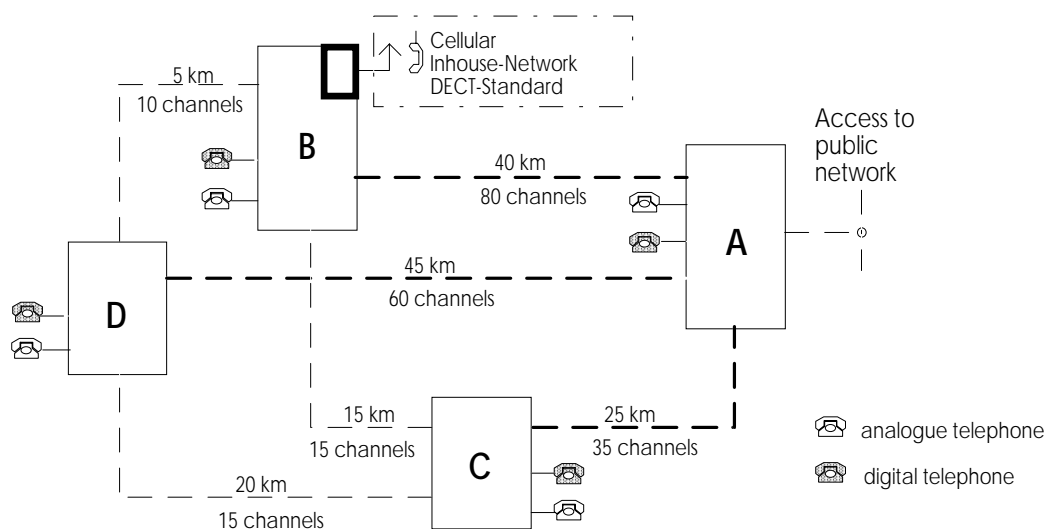 Cellular
Inhouse-Network
DECT-Standard
5 km
10 channels
B
Access to
public
network
40 km
80 channels
A
45 km
60 channels
D
15 km
15 channels
25 km
35 channels
C
analogue telephone
digital telephone
20 km
15 channels